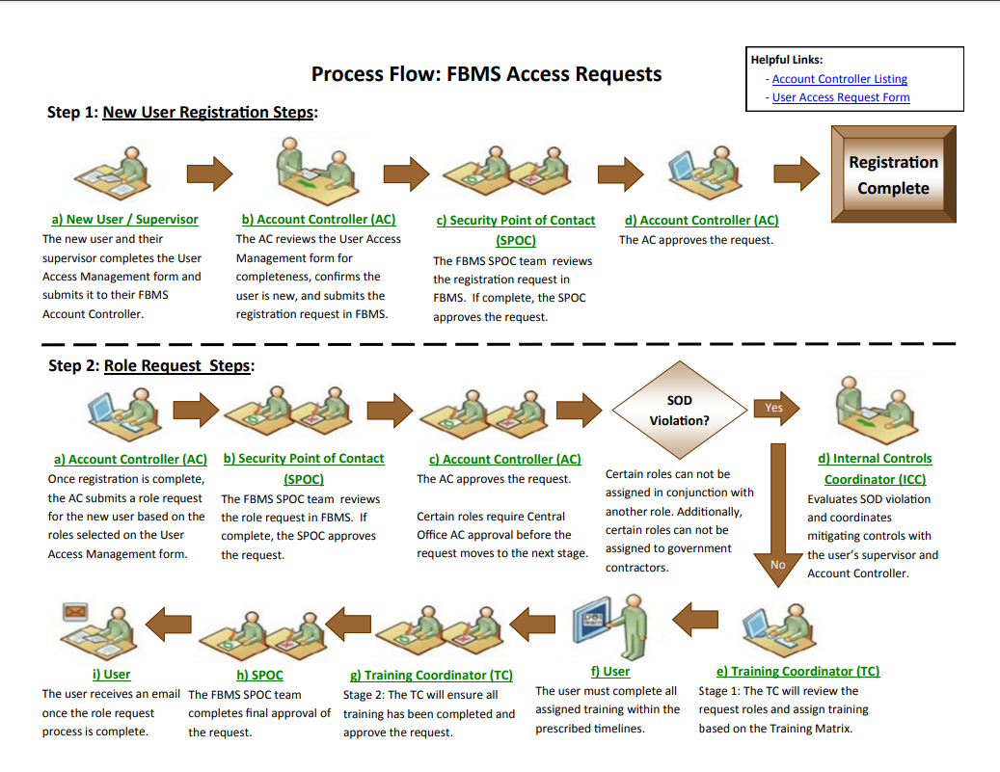 Process Flow: FBMS Access Requests
Helpful Links:
- Account Controller Listing
- User Access Request Form
Step 1: New User Registration Steps:
Registration
Complete
a) New User / Supervisor
The new user and their
supervisor completes the User
Access Management form and
submits it to their FBMS
Account Controller.
b) Account Controller (AC)
The AC reviews the User Access
Management form for
completeness, confirms the
user is new, and submits the
registration request in FBMS.
c) Security Point of Contact
(SPOC)
The FBMS SPOC team reviews
the registration request in
FBMS. If complete, the SPOC
approves the request.
d) Account Controller (AC)
The AC approves the request.
Step 2: Role Request Steps:
a) Account Controller (AC)
Once registration is complete,
the AC submits a role request
for the new user based on the
roles selected on the User
Access Management form.
b) Security Point of Contact
(SPOC)
The FBMS SPOC team reviews
the role request in FBMS. If
complete, the SPOC approves
the request.
c) Account Controller (AC)
The AC approves the request.
Certain roles require Central
Office AC approval before the
request moves to the next stage.
SOD
Violation?
Certain roles can not be
assigned in conjunction with
another role. Additionally,
certain roles can not be
assigned to government
contractors.
Yes
No
d) Internal Controls
Coordinator (ICC)
Evaluates SOD violation
and coordinates
mitigating controls with
the user's supervisor and
Account Controller.
i) User
The user receives an email
once the role request
process is complete.
h) SPOC
The FBMS SPOC team
completes final approval of
the request.
g) Training Coordinator (TC)
Stage 2: The TC will ensure all
training has been completed and
approve the request.
f) User
The user must complete all
assigned training within the
prescribed timelines.
e) Training Coordinator (TC)
Stage 1: The TC will review the
request roles and assign training
based on the Training Matrix.